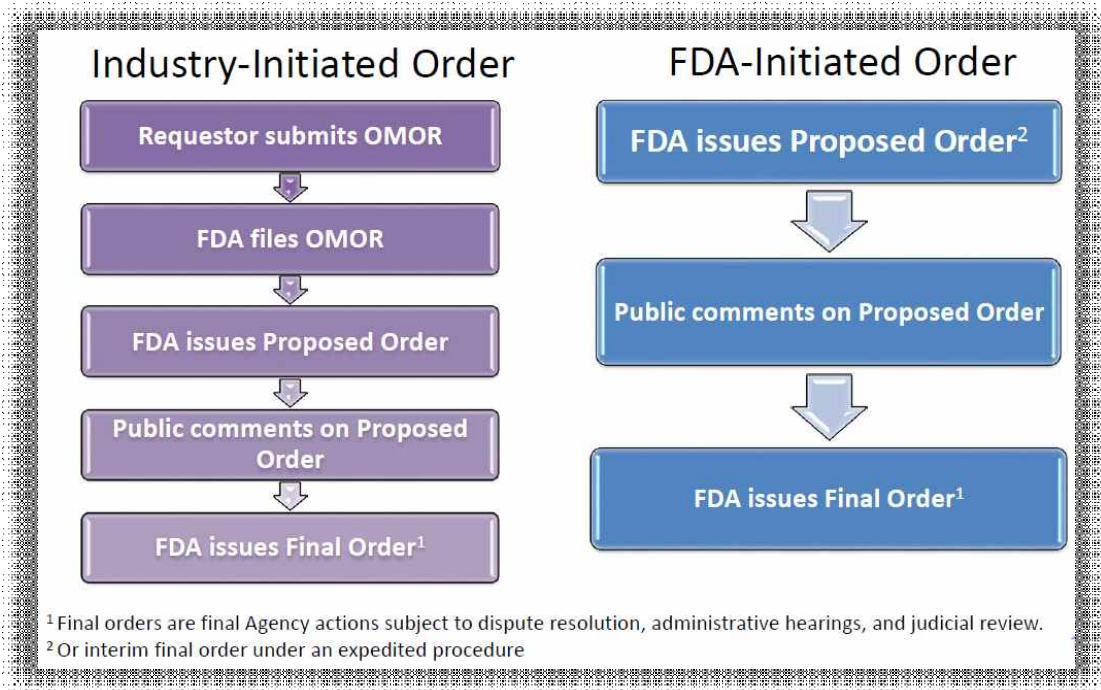 Industry-Initiated Order
Requestor submits OMOR
FDA files OMOR
FDA issues Proposed Order
Public comments on Proposed
Order
FDA issues Final Order¹
FDA-Initiated Order
FDA issues Proposed Order²
Public comments on Proposed Order
FDA issues Final Order¹
¹ Final orders are final Agency actions subject to dispute resolution, administrative hearings, and judicial review.
² Or interim final order under an expedited procedure